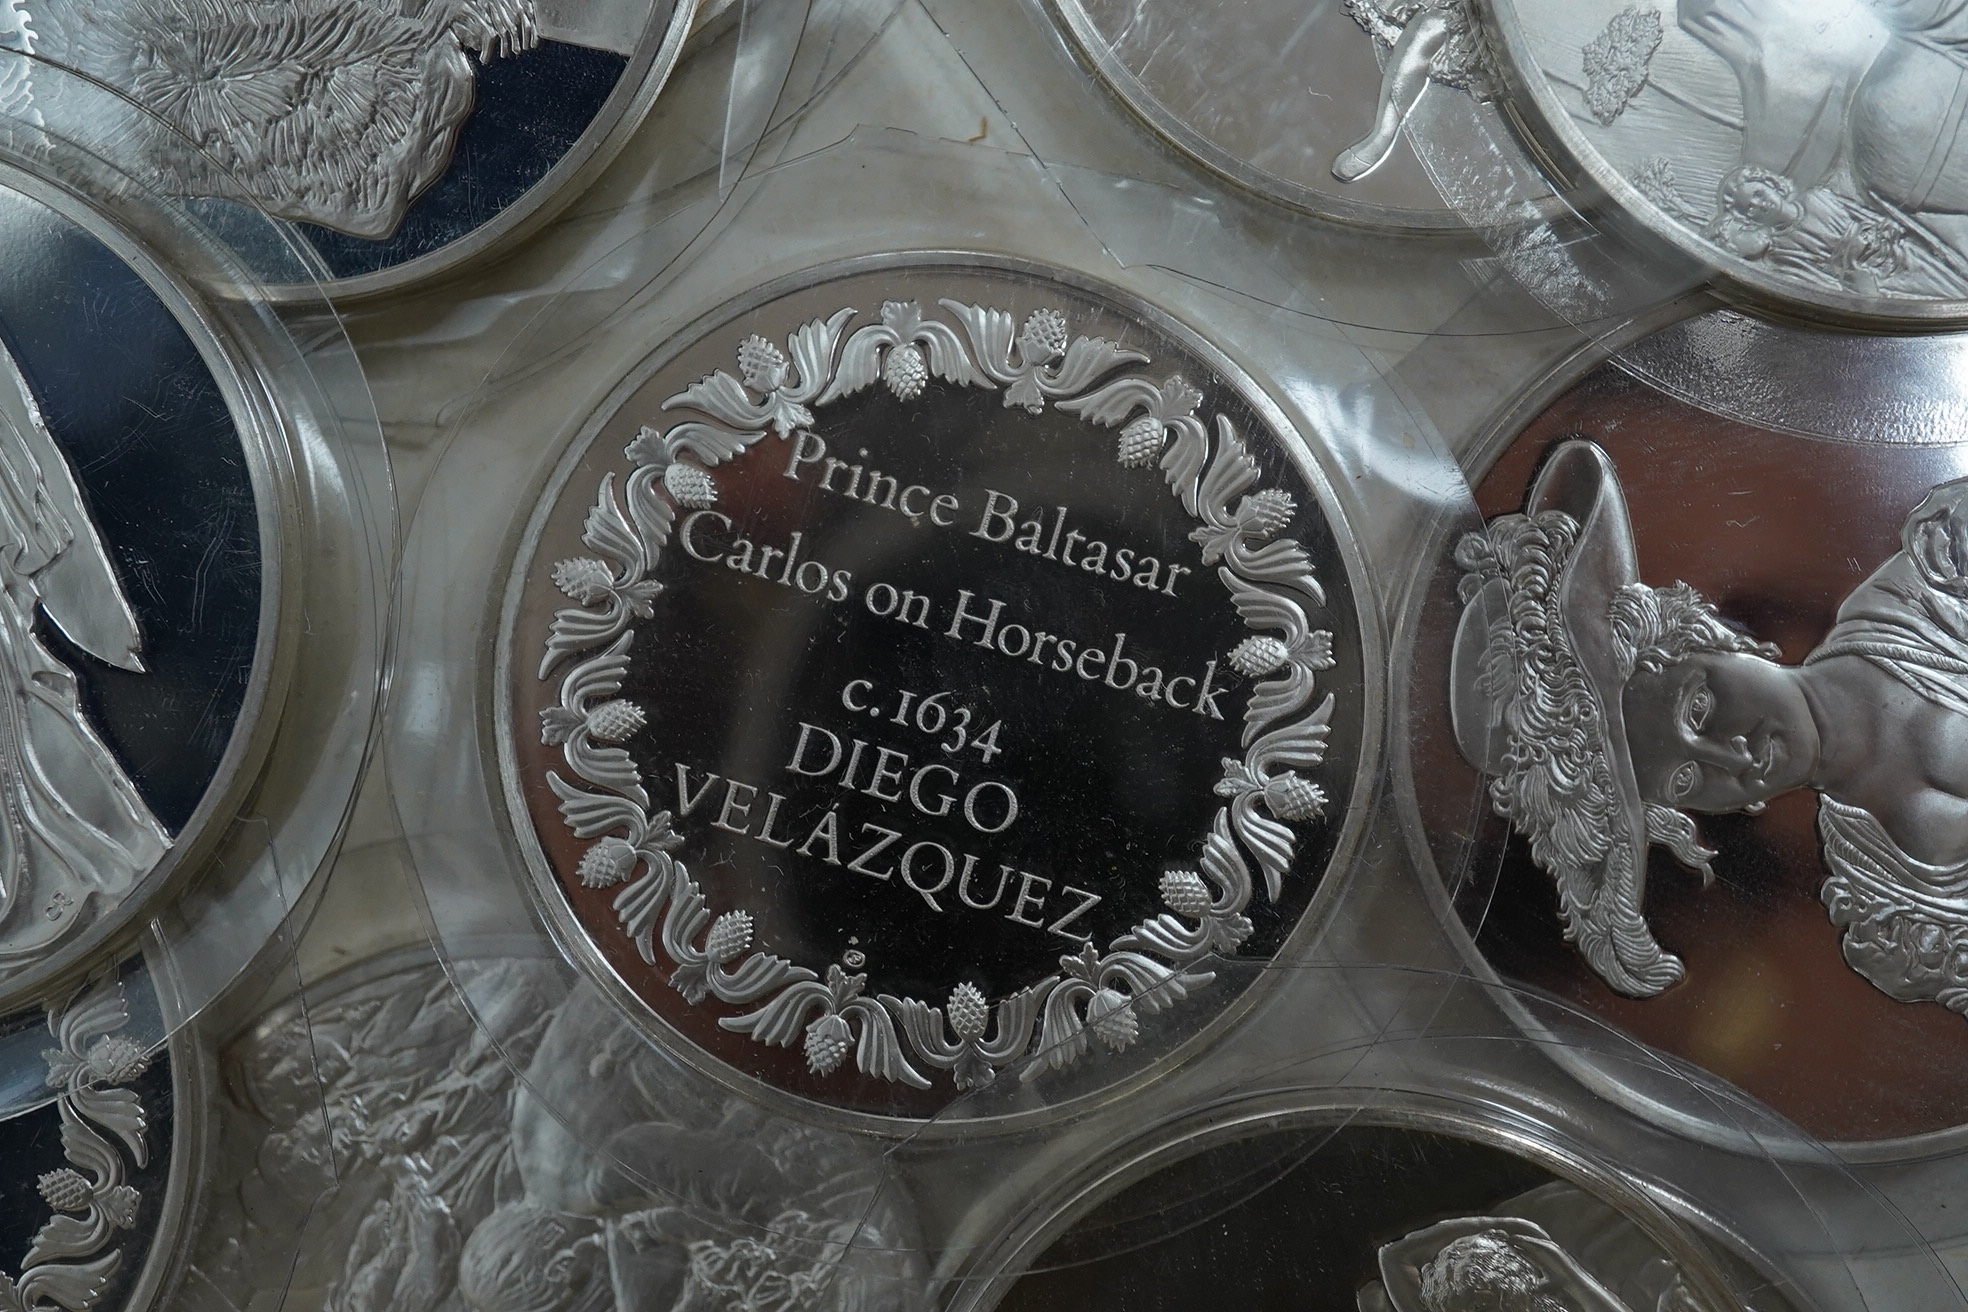 Prince Baltasar
Carlos on Horseback
c. 1634
DIEGO
VELÁZQUEZ